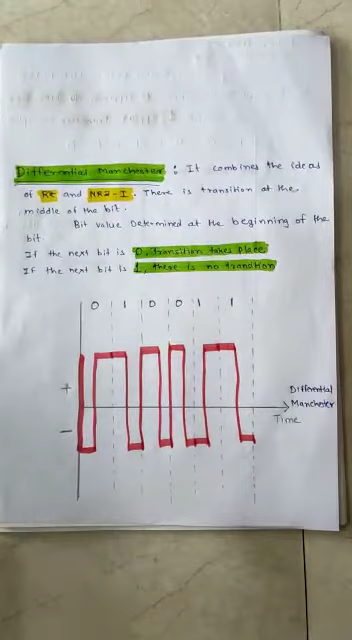 Differential Manchester : It combines the ideas
of RZ and NRZ-I. There is transition at the
middle of the bit.
Bit value Determined at the beginning of the
bit.
If the next bit is 0, transition takes place
If the next bit is 1, there is no trandtion
0 1 0 0 1 1
+
Differential
Manchester
Time
−